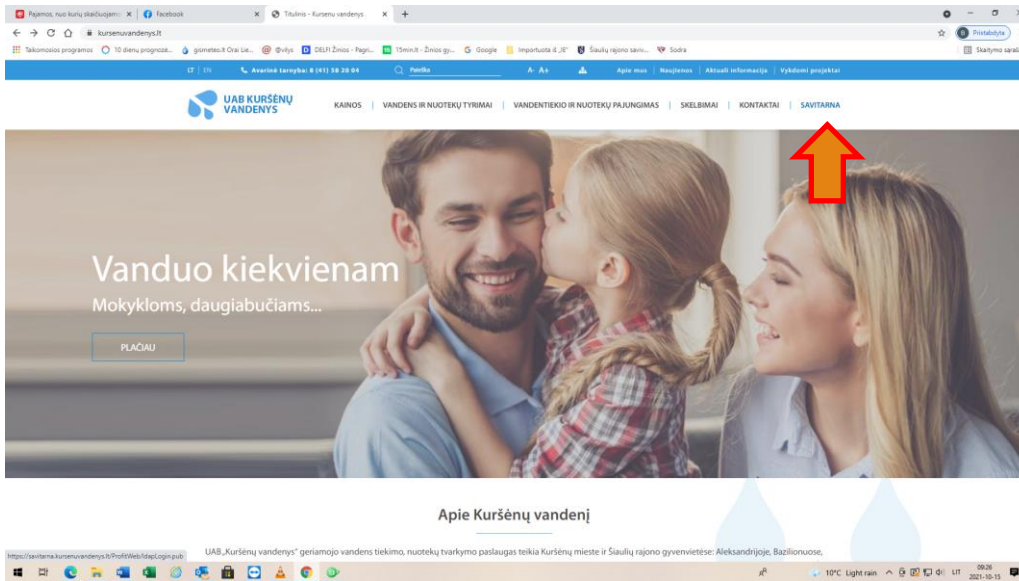 Pajamos, nuo kurių skaičiuojamo
Facebook
Titulinis - Kursenu vandenys
kursenuvandenys.lt
Pristabdyta
Taikomosios programos
10 dienų prognozė...
gismeteo.lt Orai Lie...
@vilys
DELFI Žinios - Pagri...
15min.lt - Žinios gy...
Google
Importuota iš „IE“
Šiaulių rajono saviv...
Sodra
Skaitymo sąraš
LT | EN
Avarinė tarnyba: 8 (41) 58 20 04
Paieška
A- A+
Apie mus | Naujienos | Aktuali informacija | Vykdomi projektai
UAB KURŠĖNŲ
VANDENYS
KAINOS | VANDENS IR NUOTEKŲ TYRIMAI | VANDENTIEKIO IR NUOTEKŲ PAJUNGIMAS | SKELBIMAI | KONTAKTAI | SAVITARNA
Vanduo kiekvienam
Mokykloms, daugiabučiams...
PLAČIAU
Apie Kuršėnų vandenį
UAB „Kuršėnų vandenys“ geriamojo vandens tiekimo, nuotekų tvarkymo paslaugas teikia Kuršėnų mieste ir Šiaulių rajono gyvenvietėse: Aleksandrijoje, Bazilionuose,
https://savitarna.kursenuvandenys.lt/ProfitWeb/ldapLogin.pub
10°C Light rain
LIT
09:26
2021-10-15